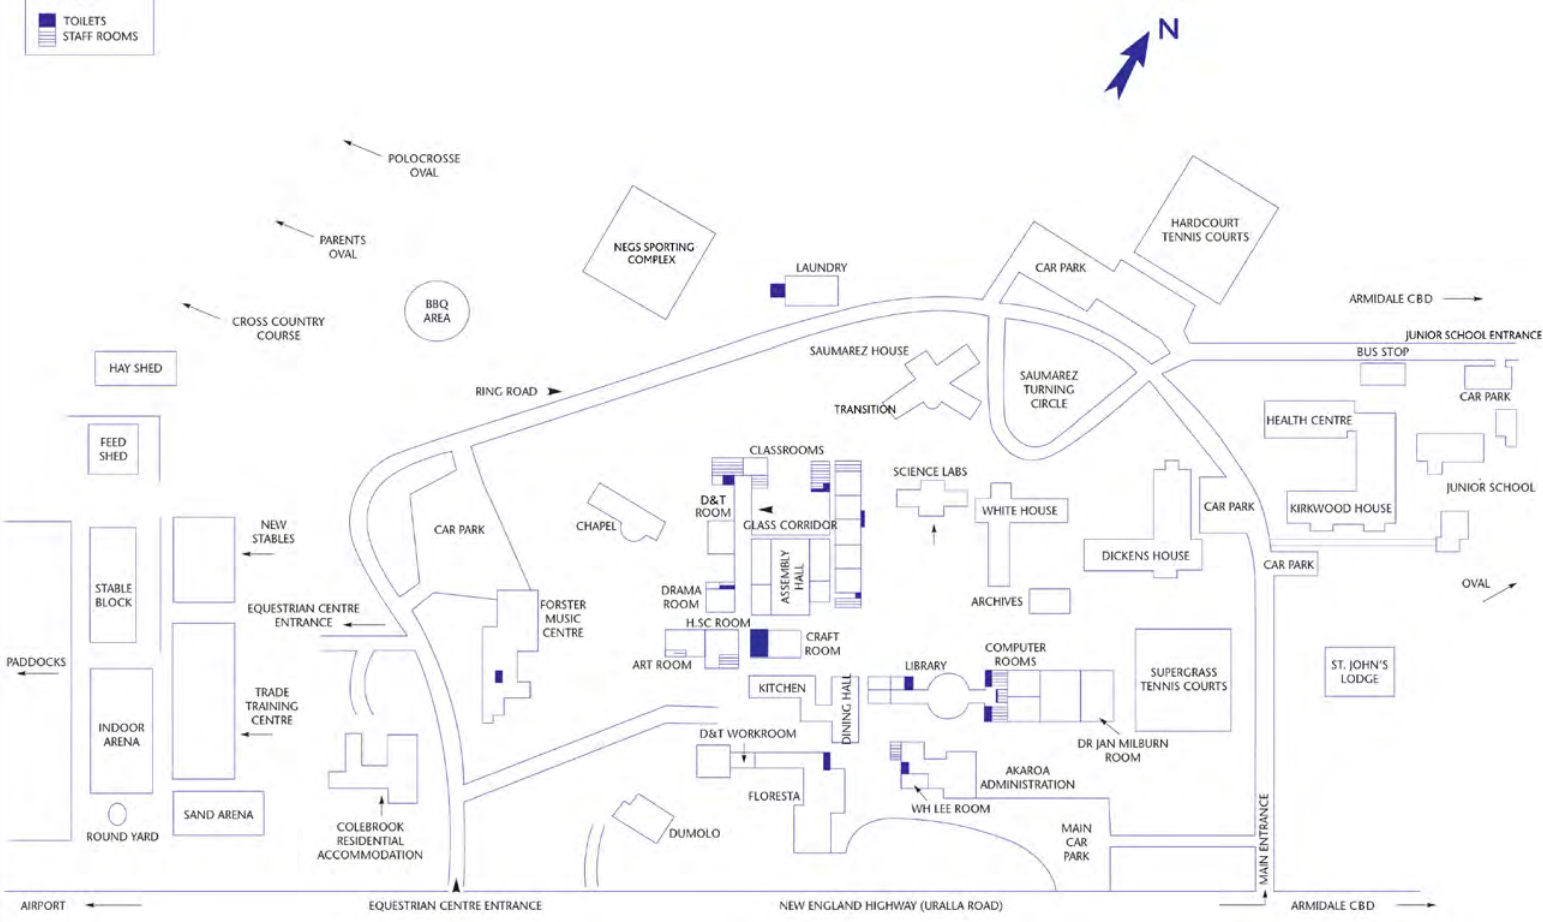 TOILETS
STAFF ROOMS
N
POLOCROSSE
OVAL
PARENTS
OVAL
CROSS COUNTRY
COURSE
BBQ
AREA
NEGS SPORTING
COMPLEX
LAUNDRY
HARDCOURT
TENNIS COURTS
CAR PARK
ARMIDALE CBD
JUNIOR SCHOOL ENTRANCE
BUS STOP
CAR PARK
HAY SHED
RING ROAD
SAUMAREZ HOUSE
TRANSITION
SAUMAREZ
TURNING
CIRCLE
HEALTH CENTRE
FEED
SHED
CLASSROOMS
SCIENCE LABS
JUNIOR SCHOOL
D&T
ROOM
CHAPEL
GLASS CORRIDOR
WHITE HOUSE
CAR PARK
KIRKWOOD HOUSE
NEW
STABLES
CAR PARK
DICKENS HOUSE
CAR PARK
ASSEMBLY
HALL
STABLE
BLOCK
OVAL
EQUESTRIAN CENTRE
ENTRANCE
FORSTER
MUSIC
CENTRE
DRAMA
ROOM
ARCHIVES
H.SC ROOM
ART ROOM
CRAFT
ROOM
PADDOCKS
LIBRARY
COMPUTER
ROOMS
SUPERGRASS
TENNIS COURTS
ST. JOHN'S
LODGE
KITCHEN
DINING HALL
TRADE
TRAINING
CENTRE
INDOOR
ARENA
D&T WORKROOM
DR JAN MILBURN
ROOM
AKAROA
ADMINISTRATION
FLORESTA
WH LEE ROOM
SAND ARENA
ROUND YARD
COLEBROOK
RESIDENTIAL
ACCOMMODATION
DUMOLO
MAIN
CAR
PARK
MAIN ENTRANCE
AIRPORT
EQUESTRIAN CENTRE ENTRANCE
NEW ENGLAND HIGHWAY (URALLA ROAD)
ARMIDALE CBD